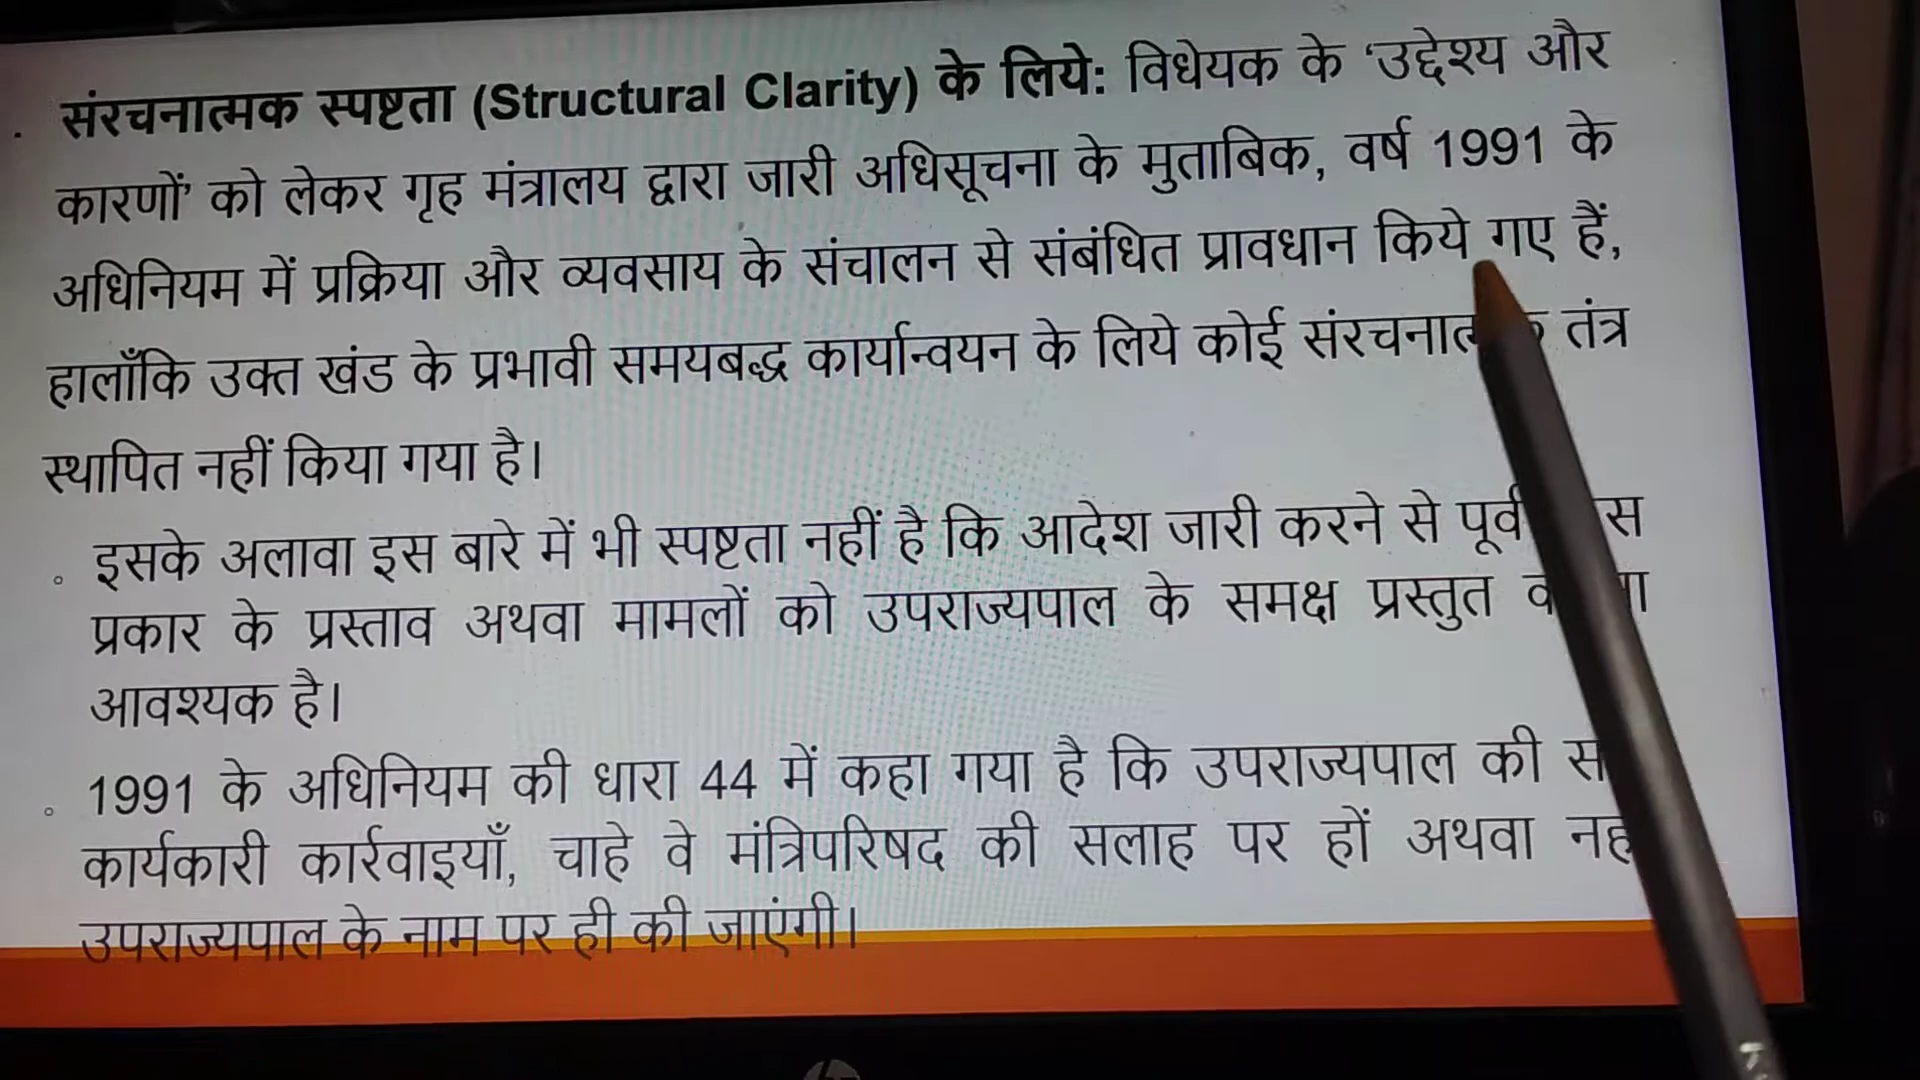 संरचनात्मक स्पष्टता (Structural Clarity) के लिये: विधेयक के ‘उद्देश्य और
कारणों’ को लेकर गृह मंत्रालय द्वारा जारी अधिसूचना के मुताबिक, वर्ष 1991 के
अधिनियम में प्रक्रिया और व्यवसाय के संचालन से संबंधित प्रावधान किये गए हैं,
हालाँकि उक्त खंड के प्रभावी समयबद्ध कार्यान्वयन के लिये कोई तंत्र
स्थापित नहीं किया गया है।
इसके अलावा इस बारे में भी स्पष्टता नहीं है कि आदेश जारी करने से पूर्व
प्रकार के प्रस्ताव अथवा मामलों को उपराज्यपाल के समक्ष प्रस्तुत
आवश्यक है।
1991 के अधिनियम की धारा 44 में कहा गया है कि उपराज्यपाल की
कार्यकारी कार्रवाइयाँ, चाहे वे मंत्रिपरिषद की सलाह पर हों अथवा
उपराज्यपाल के नाम पर ही की जाएंगी।
hp